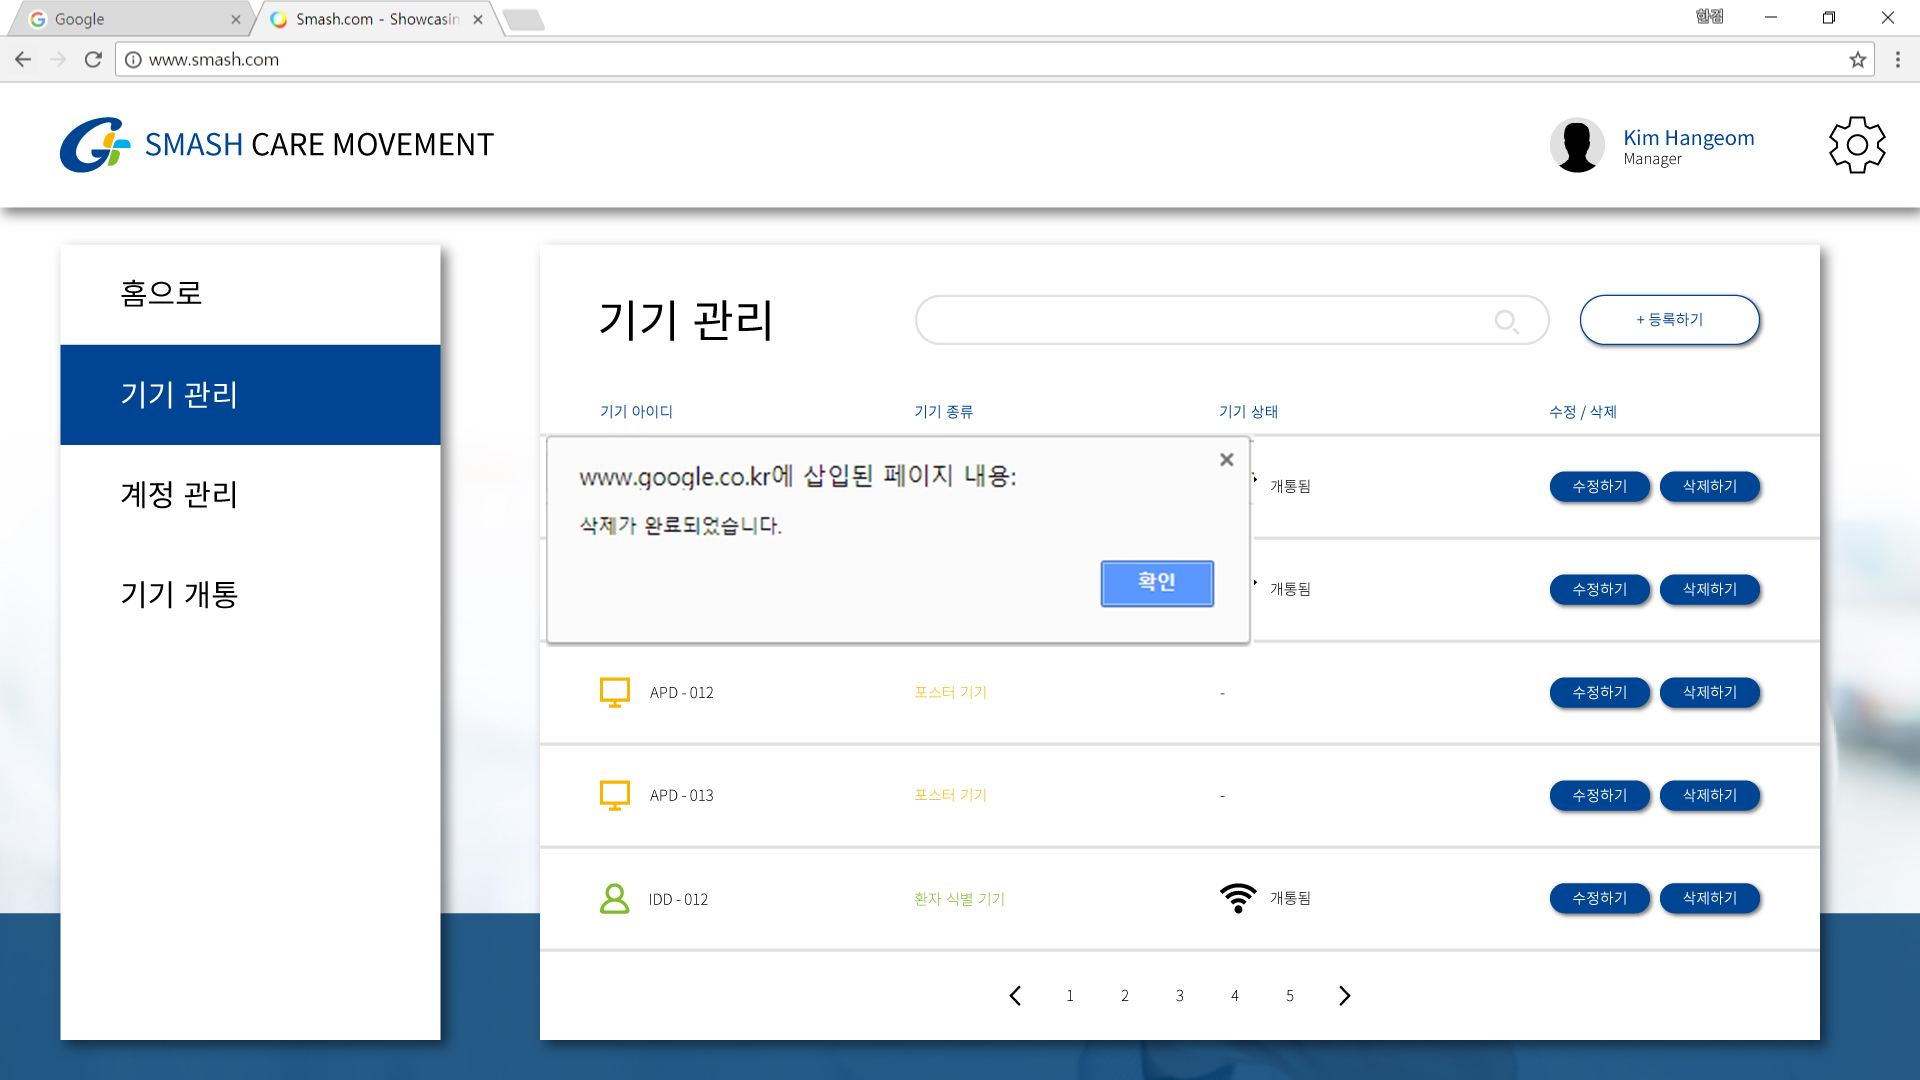 Google
Smash.com - Showcasin
한검
www.smash.com
SMASH CARE MOVEMENT
Kim Hangeom
Manager
홈으로
기기 관리
계정 관리
기기 개통
기기 관리
+ 등록하기
기기 아이디 기기 종류 기기 상태 수정 / 삭제
www.google.co.kr에 삽입된 페이지 내용:
삭제가 완료되었습니다.
확인
개통됨 수정하기 삭제하기
개통됨 수정하기 삭제하기
APD - 012 포스터 기기 - 수정하기 삭제하기
APD - 013 포스터 기기 - 수정하기 삭제하기
IDD - 012 환자 식별 기기 개통됨 수정하기 삭제하기
1 2 3 4 5